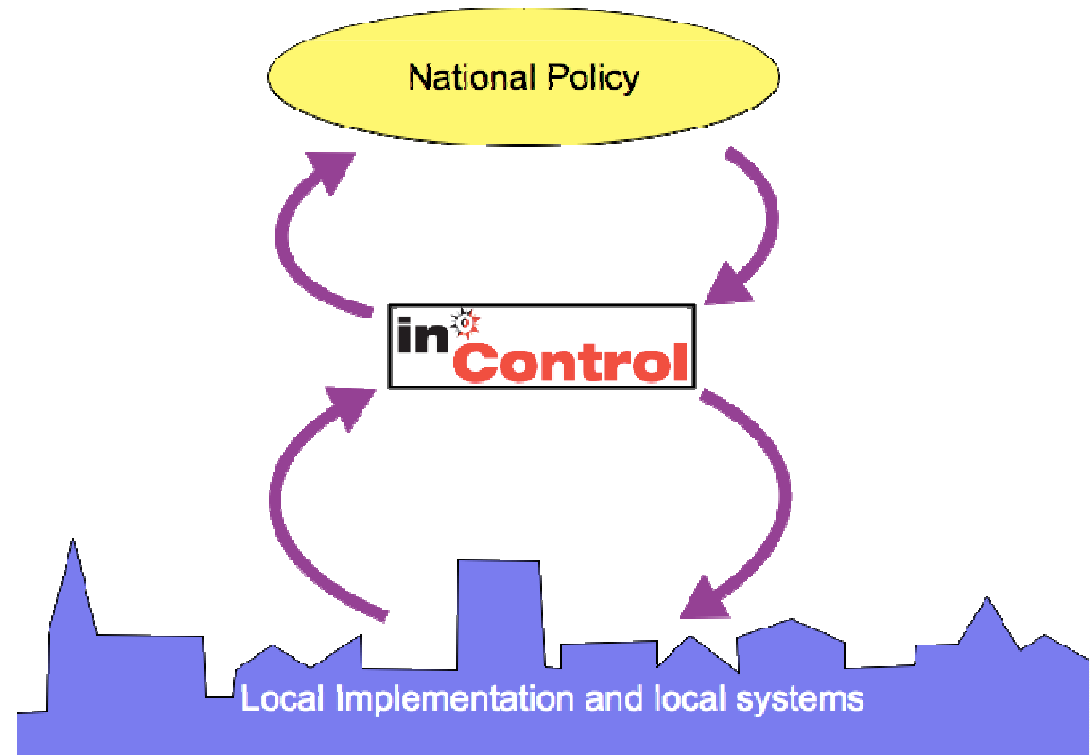 National Policy
in
Control
Local Implementation and local systems